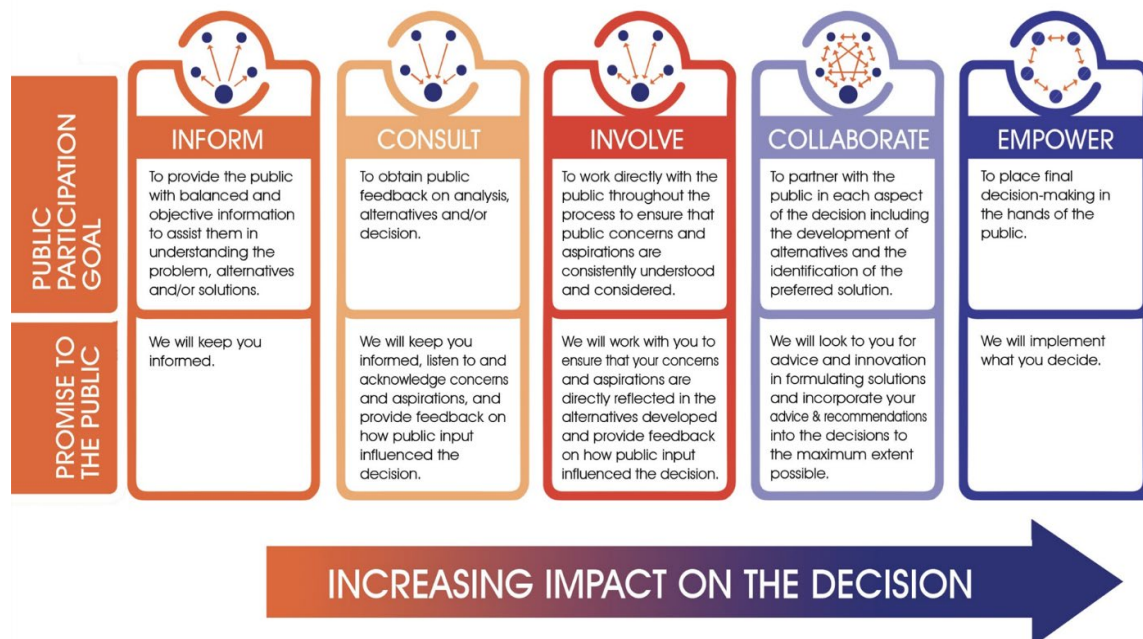 INFORM
CONSULT
INVOLVE
COLLABORATE
EMPOWER
PUBLIC
PARTICIPATION
GOAL
To provide the public
with balanced and
objective information
to assist them in
understanding the
problem, alternatives
and/or solutions.
To obtain public
feedback on analysis,
alternatives and/or
decision.
To work directly with the
public throughout the
process to ensure that
public concerns and
aspirations are
consistently understood
and considered.
To partner with the
public in each aspect
of the decision including
the development of
alternatives and the
identification of the
preferred solution.
To place final
decision-making in
the hands of the
public.
PROMISE TO
THE PUBLIC
We will keep you
informed.
We will keep you
informed, listen to and
acknowledge concerns
and aspirations, and
provide feedback on
how public input
influenced the
decision.
We will work with you to
ensure that your concerns
and aspirations are
directly reflected in the
alternatives developed
and provide feedback
on how public input
influenced the decision.
We will look to you for
advice and innovation
in formulating solutions
and incorporate your
advice & recommendations
into the decisions to
the maximum extent
possible.
We will implement
what you decide.
INCREASING IMPACT ON THE DECISION